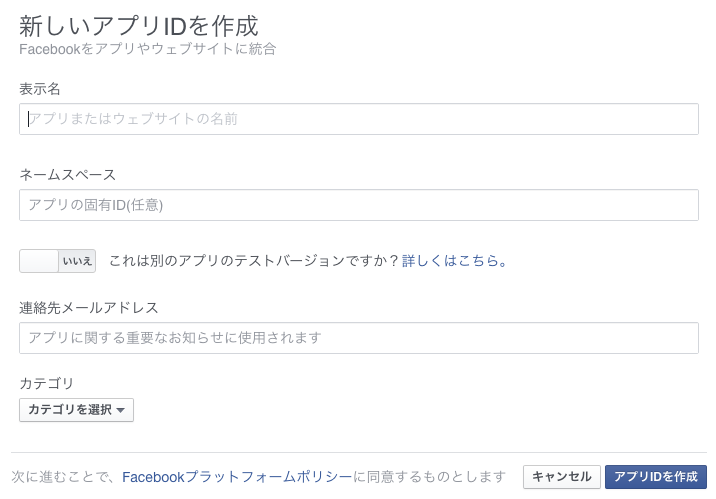 新しいアプリIDを作成
Facebookをアプリやウェブサイトに統合
表示名
アプリまたはウェブサイトの名前
ネームスペース
アプリの固有ID(任意)
いいえ これは別のアプリのテストバージョンですか？詳しくはこちら。
連絡先メールアドレス
アプリに関する重要なお知らせに使用されます
カテゴリ
カテゴリを選択
次に進むことで、Facebookプラットフォームポリシーに同意するものとします キャンセル アプリIDを作成